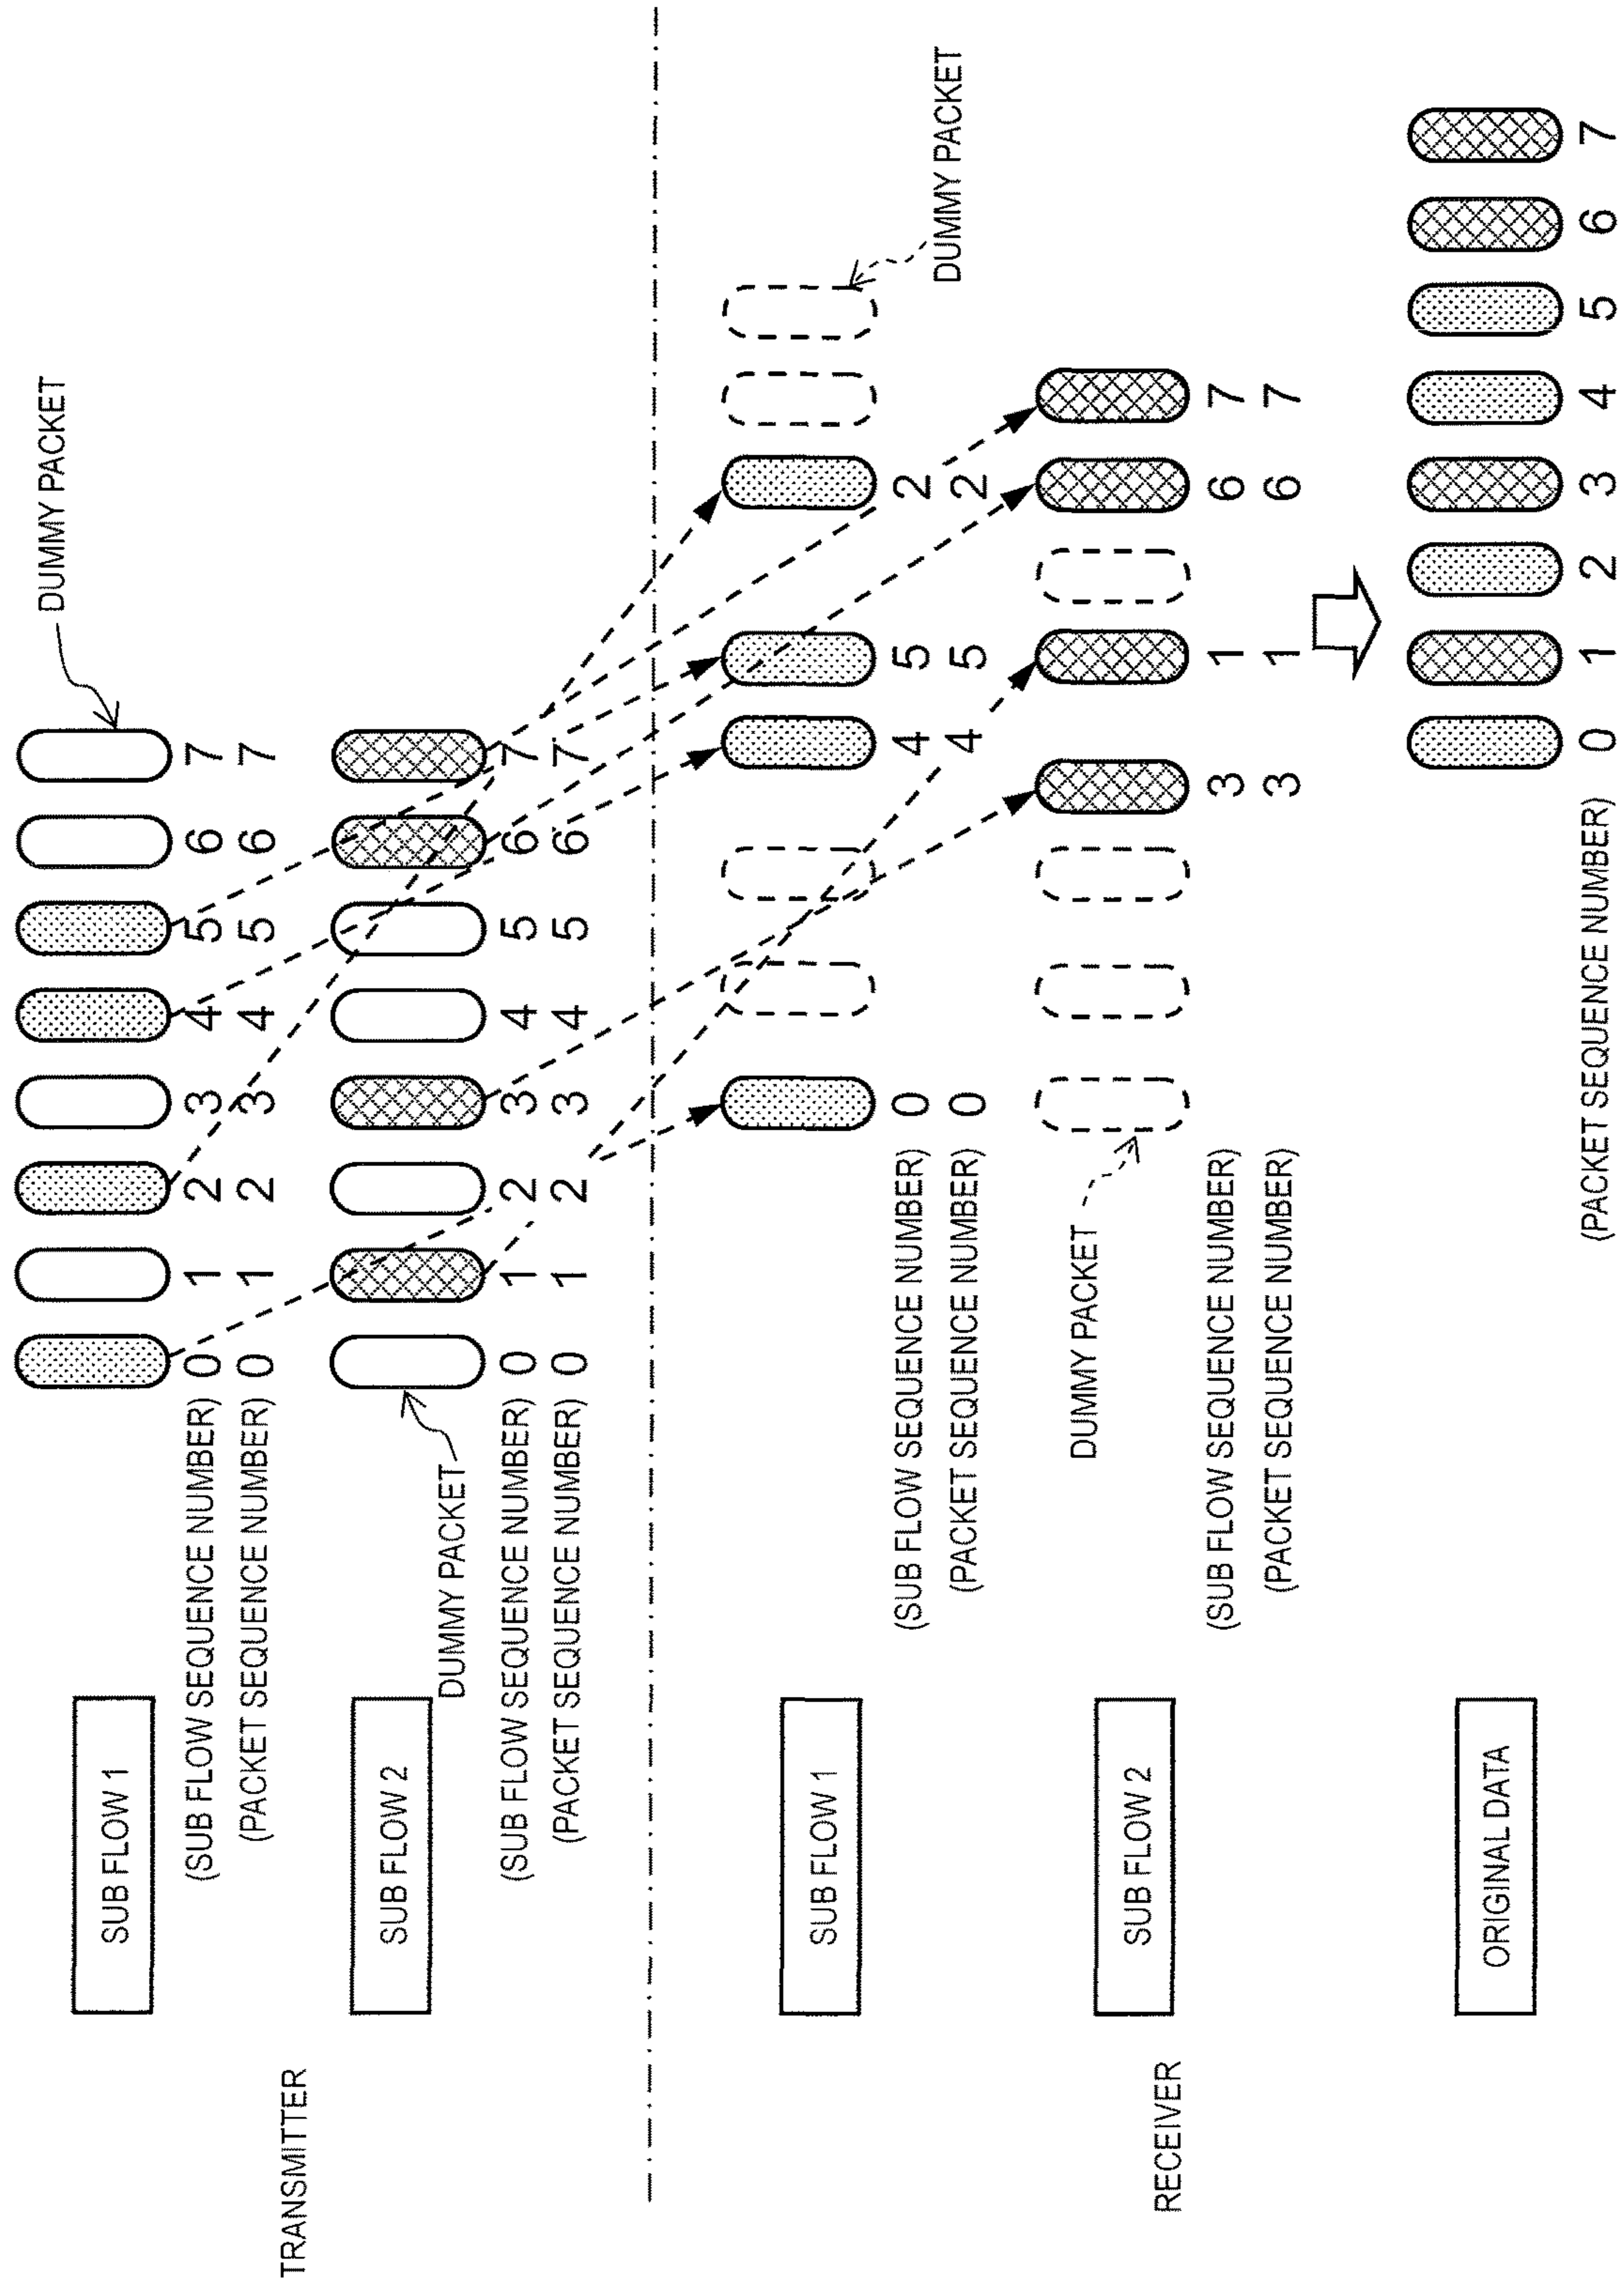 TRANSMITTER
SUB FLOW 1
DUMMY PACKET
(SUB FLOW SEQUENCE NUMBER) 0 1 2 3 4 5 6 7
(PACKET SEQUENCE NUMBER) 0 1 2 3 4 5 6 7
SUB FLOW 2
DUMMY PACKET
(SUB FLOW SEQUENCE NUMBER) 0 1 2 3 4 5 6 7
(PACKET SEQUENCE NUMBER) 0 1 2 3 4 5 6 7
RECEIVER
SUB FLOW 1
DUMMY PACKET
(SUB FLOW SEQUENCE NUMBER) 0 4 5 2
(PACKET SEQUENCE NUMBER) 0 4 5 2
SUB FLOW 2
DUMMY PACKET
(SUB FLOW SEQUENCE NUMBER) 3 1 6 7
(PACKET SEQUENCE NUMBER) 3 1 6 7
ORIGINAL DATA
(PACKET SEQUENCE NUMBER) 0 1 2 3 4 5 6 7